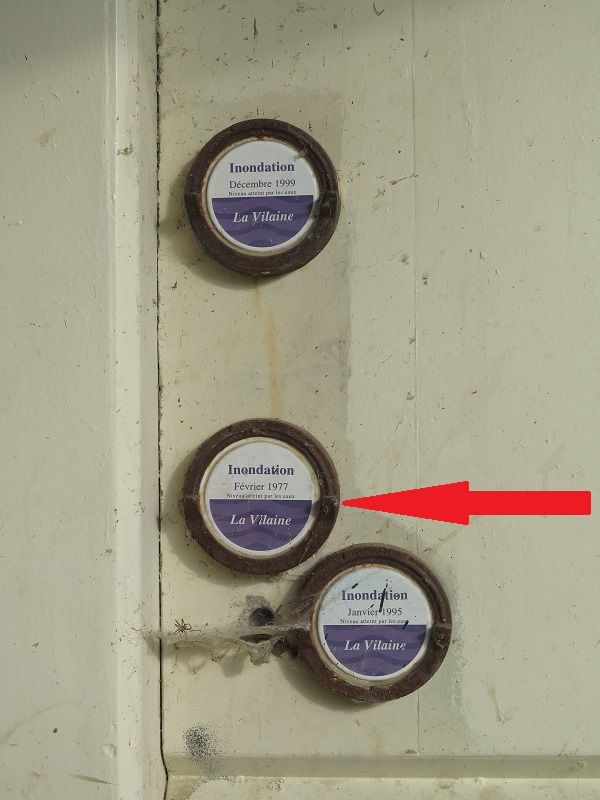 Inondation
Décembre 1999
Niveau atteint par les eaux
La Vilaine
Inondation
Février 1977
Niveau atteint par les eaux
La Vilaine
Inondation
Janvier 1995
Niveau atteint par les eaux
La Vilaine